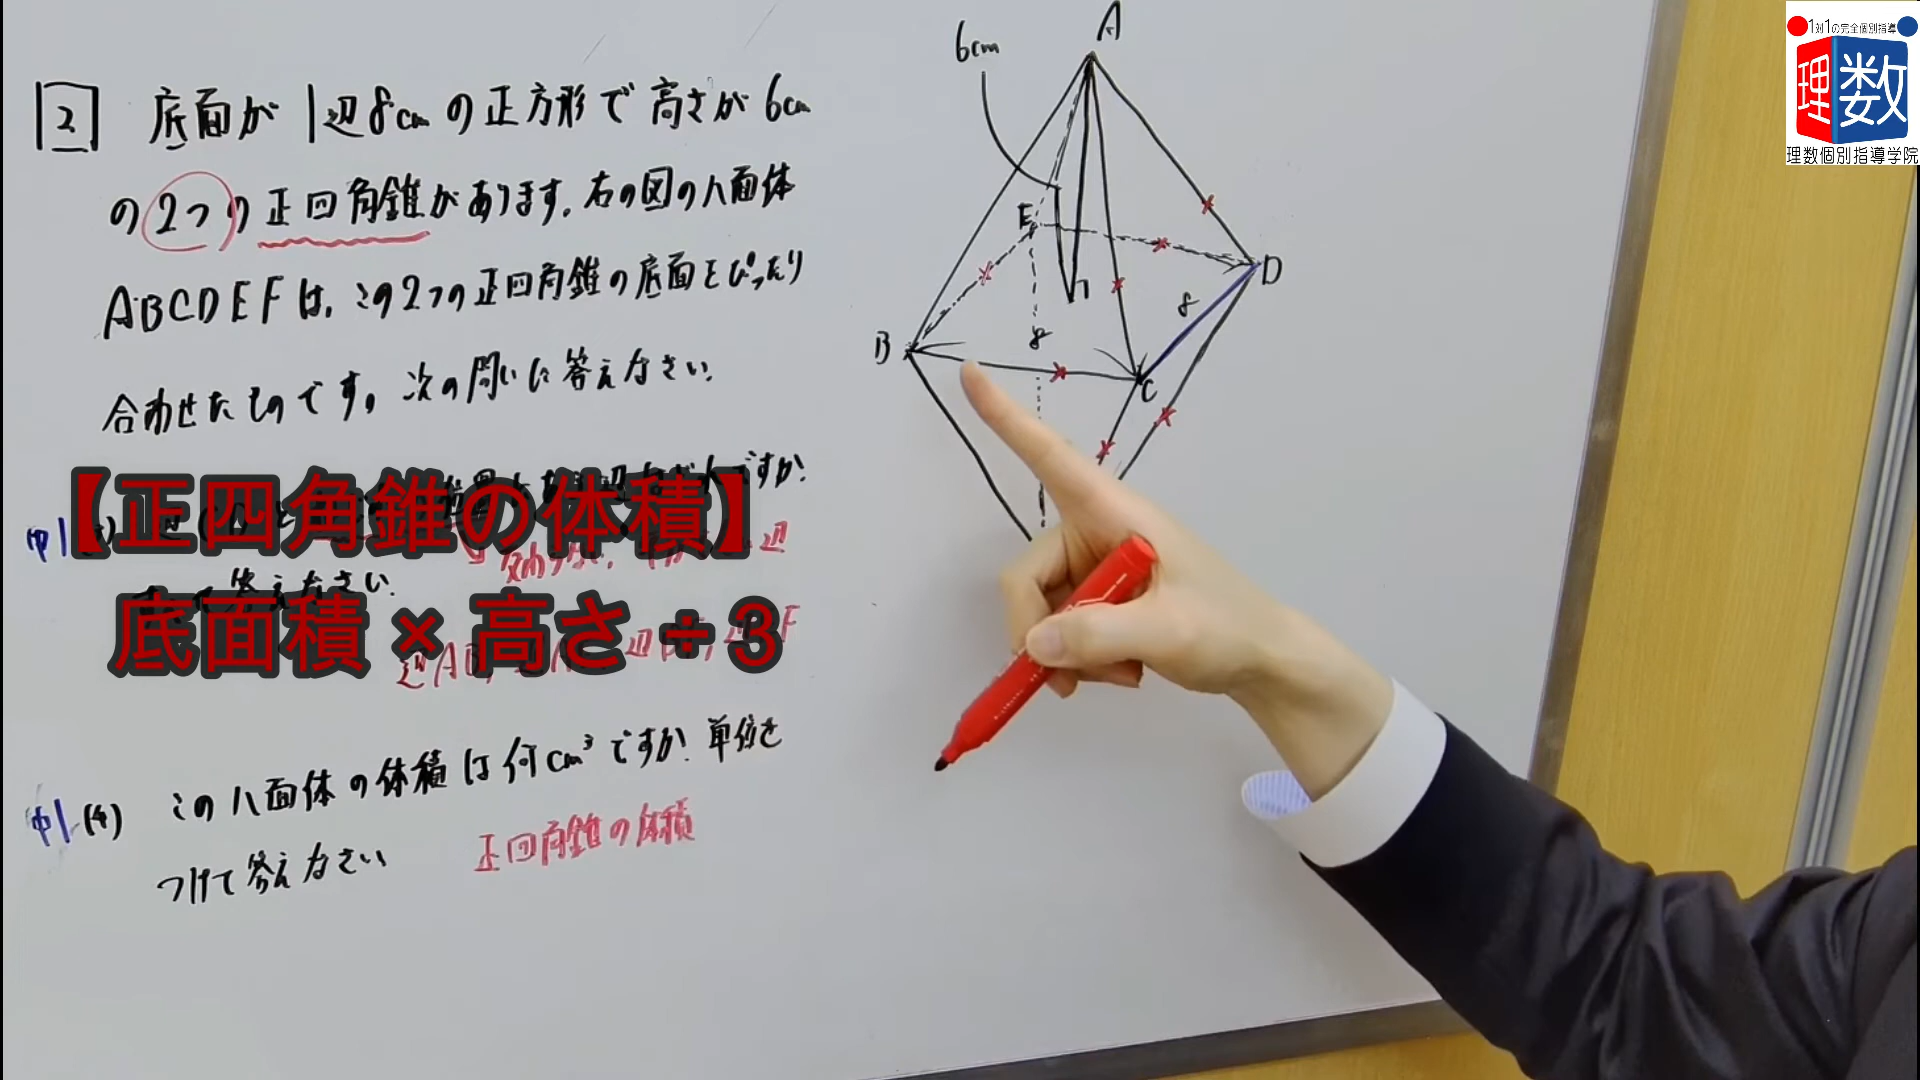 2 底面が1辺8cmの正方形で高さが6cm
の2つの正四角錐があります。右の図の八面体
ABCDEFは、この2つの正四角錐の底面をぴったり
合わせたものです。次の問いに答えなさい。
ですか?
答えなさい.
【正四角錐の体積】
底面積×高さ÷3
中1(4) この八面体の体積は何cm³ですか?単位を
つけて答えなさい
正四角錐の体積
6cm
A
E
D
8
8
B
C
1対1の完全個別指導
理数
理数個別指導学院